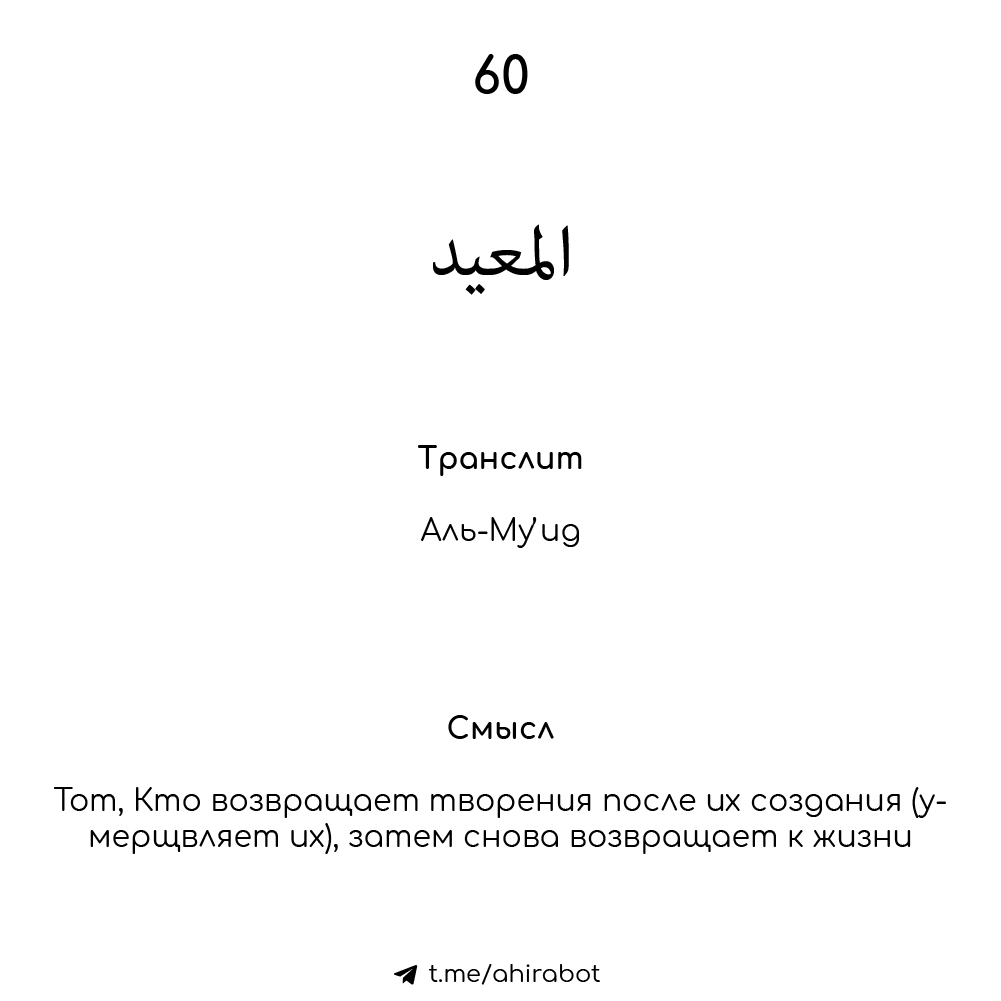 60
المعيد
Транслит
Аль-Му’ид
Смысл
Тот, Кто возвращает творения после их создания (у-
мерщвляет их), затем снова возвращает к жизни
t.me/ahirabot